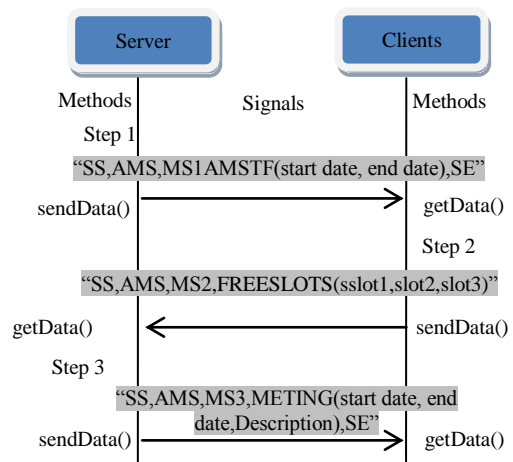 Server Clients
Methods Signals Methods
Step 1
“SS,AMS,MS1AMSTF(start date, end date),SE”
sendData() getData()
Step 2
“SS,AMS,MS2,FREESLOTS(sslot1,slot2,slot3)”
getData() sendData()
Step 3
“SS,AMS,MS3,METING(start date, end
date,Description),SE”
sendData() getData()